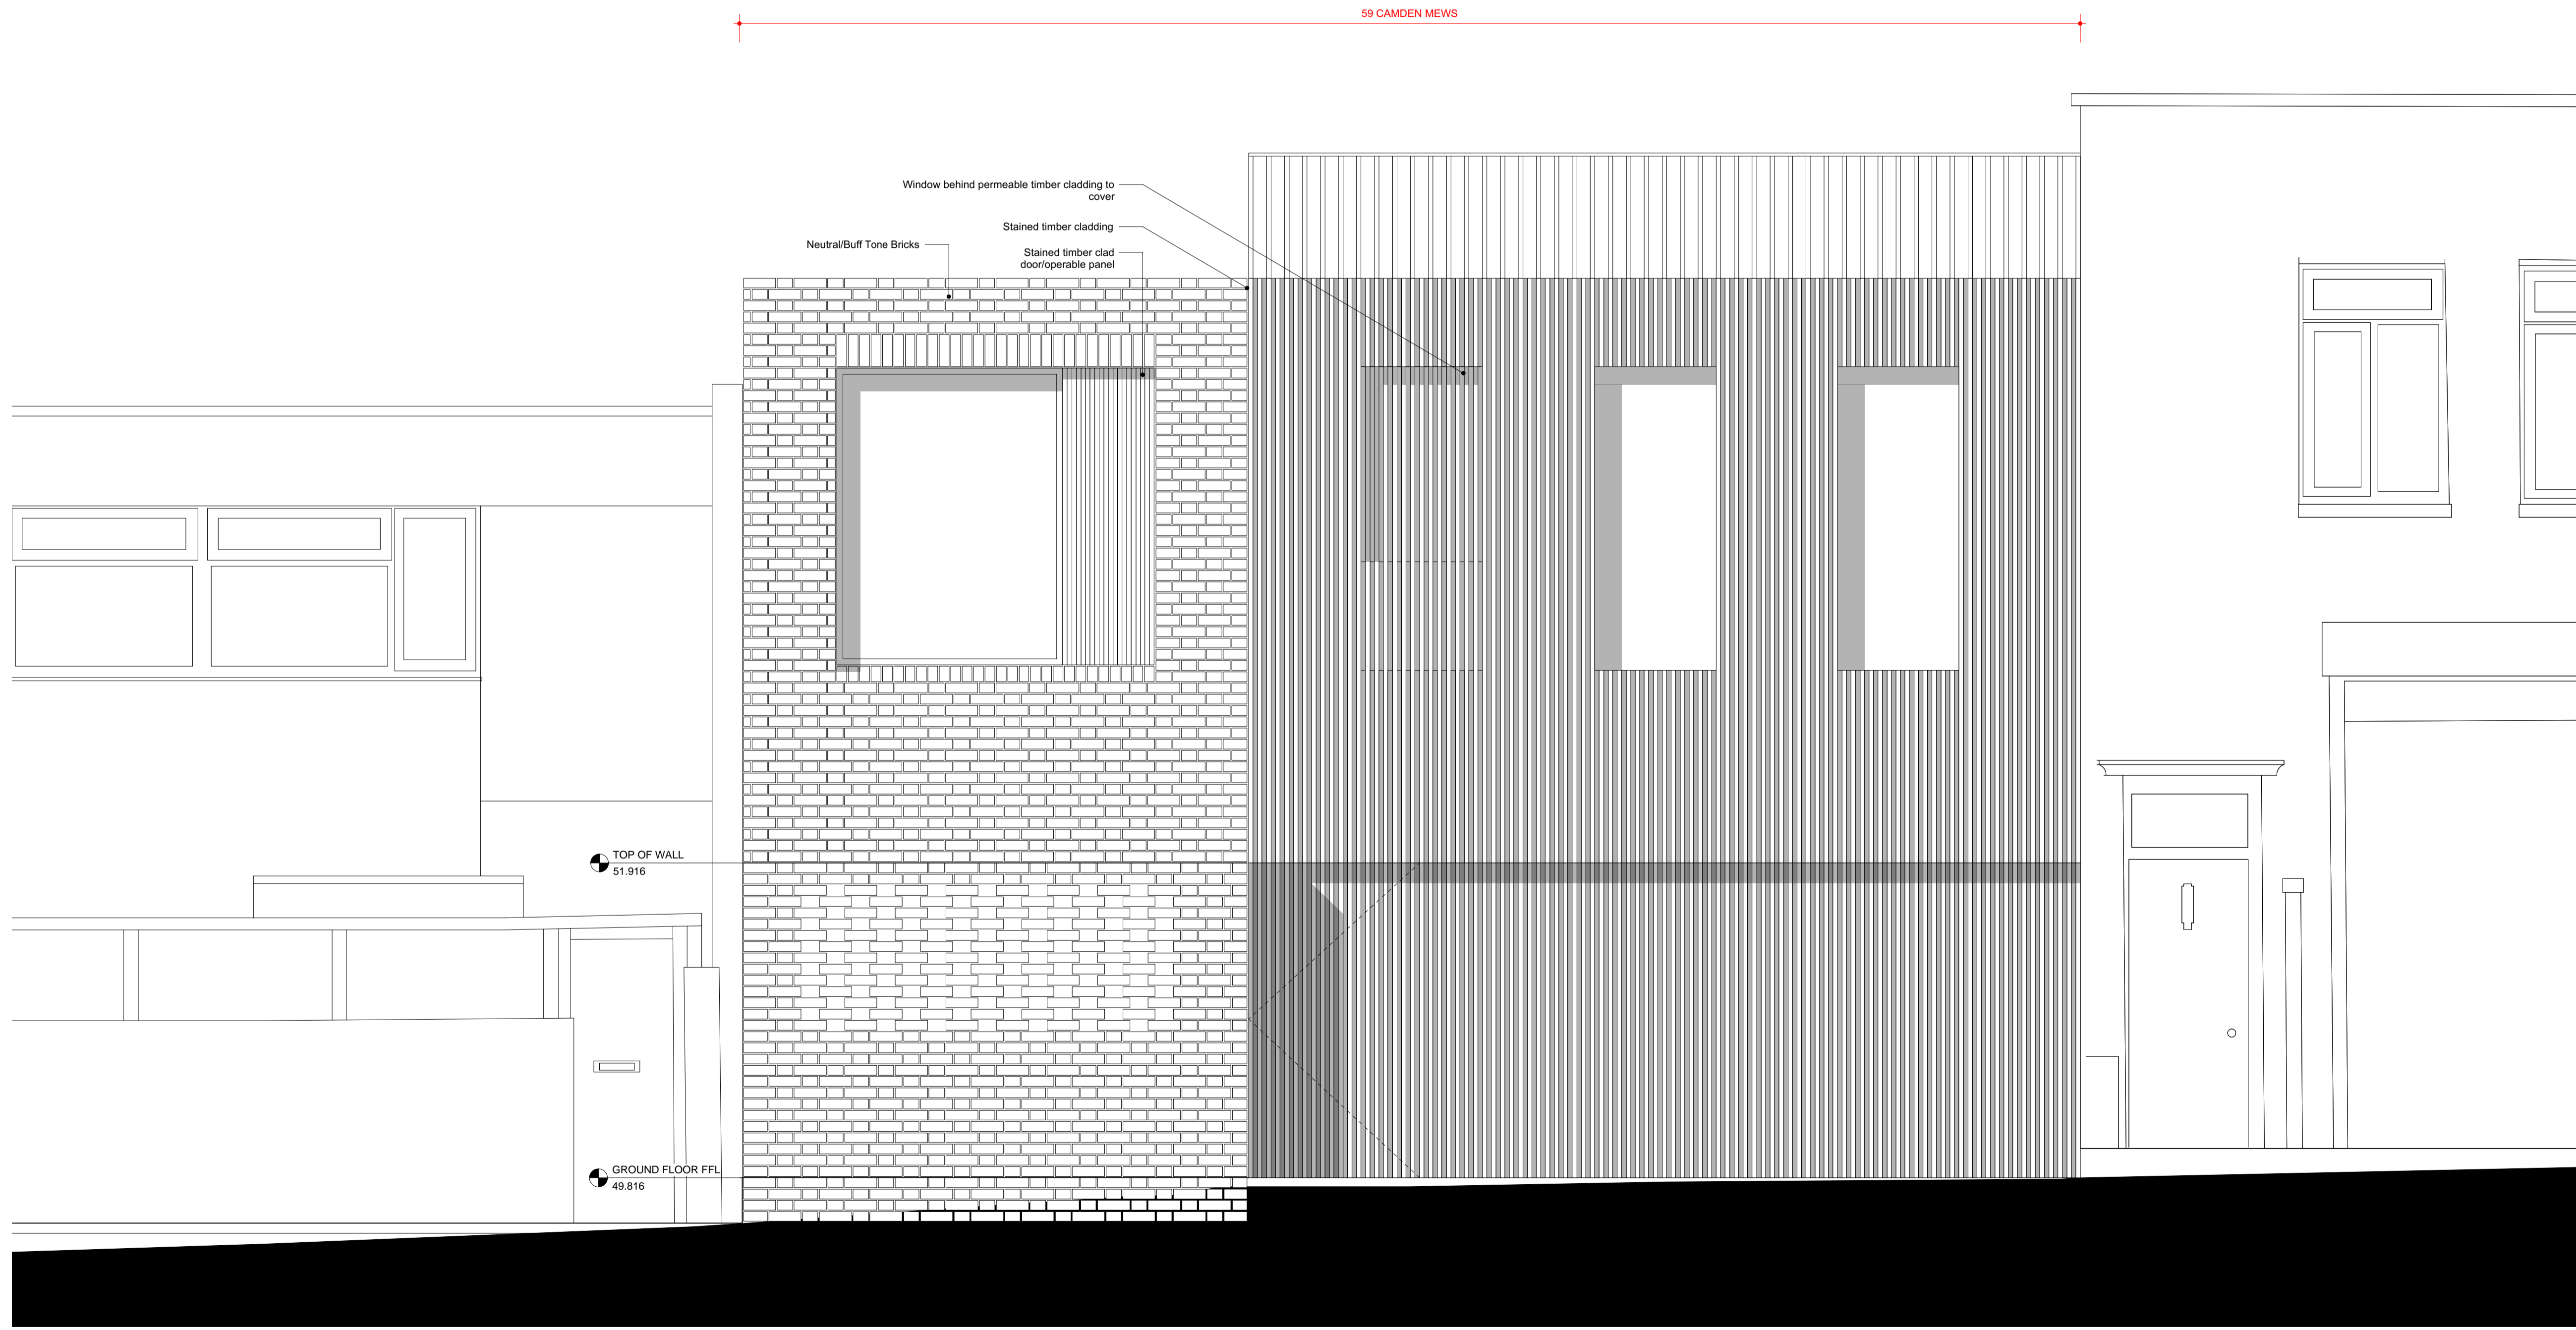 59 CAMDEN MEWS
Window behind permeable timber cladding to
cover
Stained timber cladding
Neutral/Buff Tone Bricks
Stained timber clad
door/operable panel
TOP OF WALL
51.916
GROUND FLOOR FFL
49.816